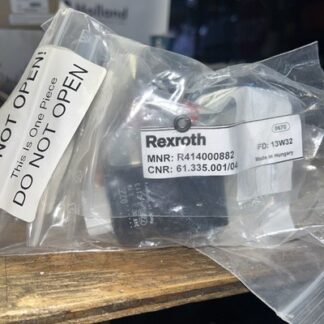 NOT OPEN!
This Is One Piece
DO NOT OPEN
Rexroth
MNR: R414000882
CNR: 61.335.001/04
5670
FD: 13W32
Made in Hungary